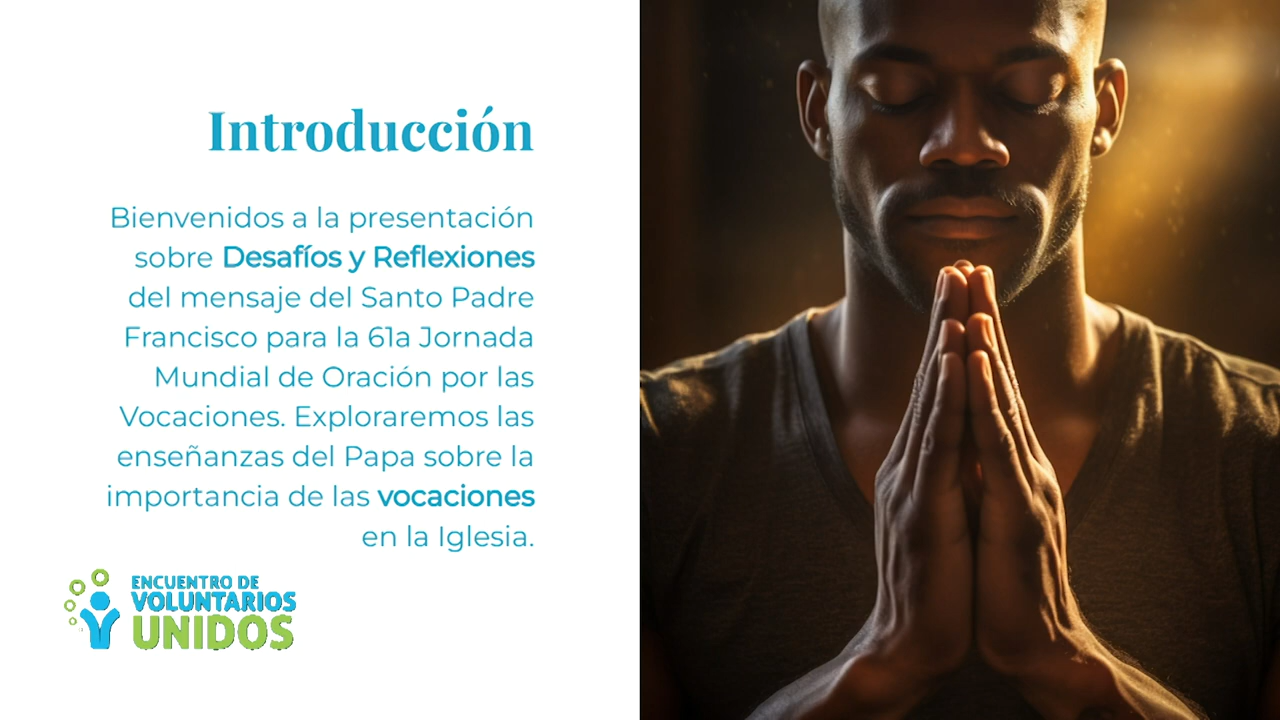 Introducción
Bienvenidos a la presentación
sobre Desafíos y Reflexiones
del mensaje del Santo Padre
Francisco para la 61a Jornada
Mundial de Oración por las
Vocaciones. Exploraremos las
enseñanzas del Papa sobre la
importancia de las vocaciones
en la Iglesia.
ENCUENTRO DE
VOLUNTARIOS
UNIDOS